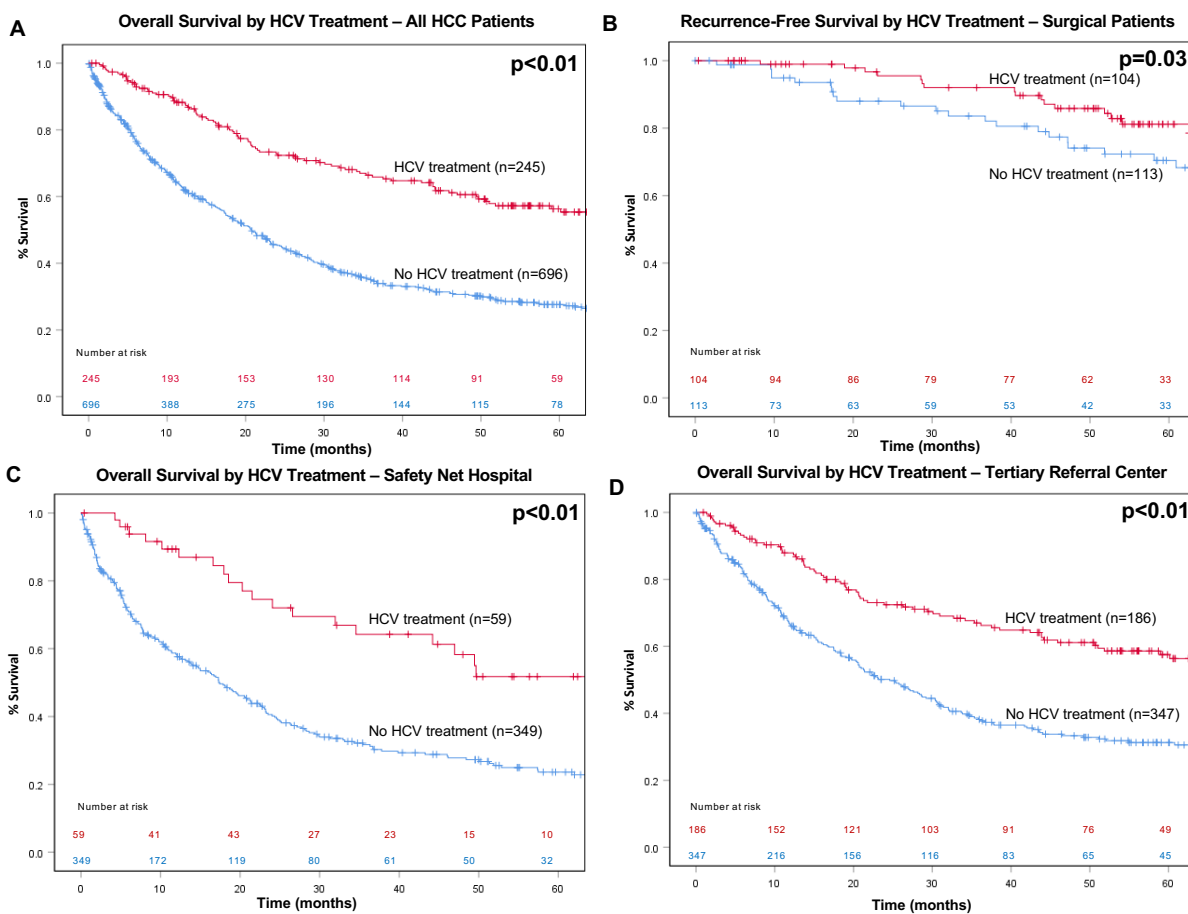 A
Overall Survival by HCV Treatment – All HCC Patients
p<0.01
1.0
0.8
0.6
0.4
0.2
0.0
% Survival
HCV treatment (n=245)
No HCV treatment (n=696)
Number at risk
245 193 153 130 114 91 59
696 388 275 196 144 115 78
0 10 20 30 40 50 60
Time (months)
B
Recurrence-Free Survival by HCV Treatment – Surgical Patients
p=0.03
1.0
0.8
0.6
0.4
0.2
0.0
% Survival
HCV treatment (n=104)
No HCV treatment (n=113)
Number at risk
104 94 86 79 77 62 33
113 73 63 59 53 42 33
0 10 20 30 40 50 60
Time (months)
C
Overall Survival by HCV Treatment – Safety Net Hospital
p<0.01
1.0
0.8
0.6
0.4
0.2
0.0
% Survival
HCV treatment (n=59)
No HCV treatment (n=349)
Number at risk
59 41 43 27 23 15 10
349 172 119 80 61 50 32
0 10 20 30 40 50 60
Time (months)
D
Overall Survival by HCV Treatment – Tertiary Referral Center
p<0.01
1.0
0.8
0.6
0.4
0.2
0.0
% Survival
HCV treatment (n=186)
No HCV treatment (n=347)
Number at risk
186 152 121 103 91 76 49
347 216 156 116 83 65 45
0 10 20 30 40 50 60
Time (months)